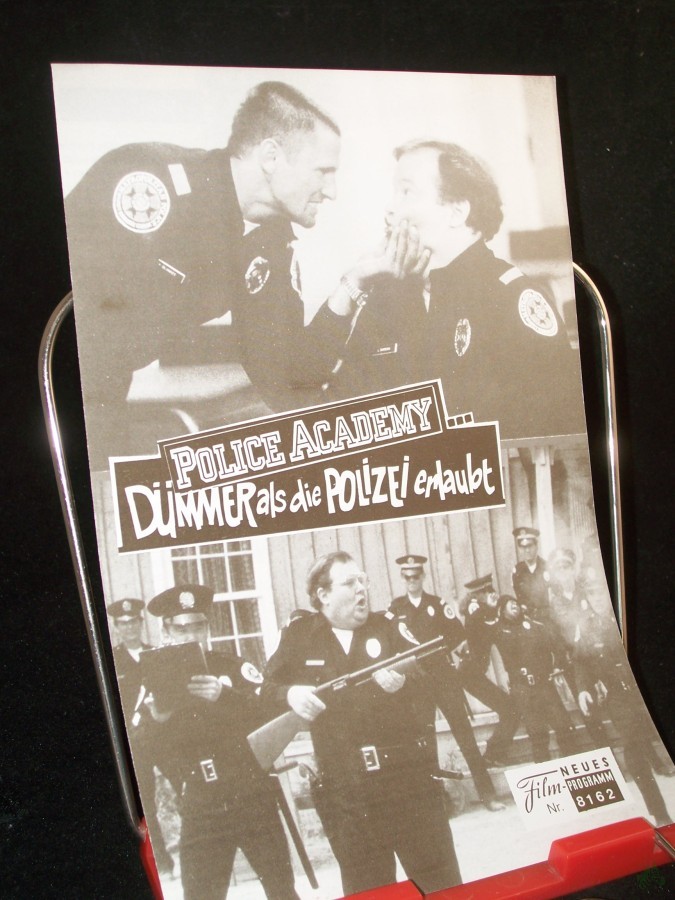 POLICE ACADEMY...
DÜMMER als die POLIZEI erlaubt
NEUES
Film-PROGRAMM
Nr. 8162